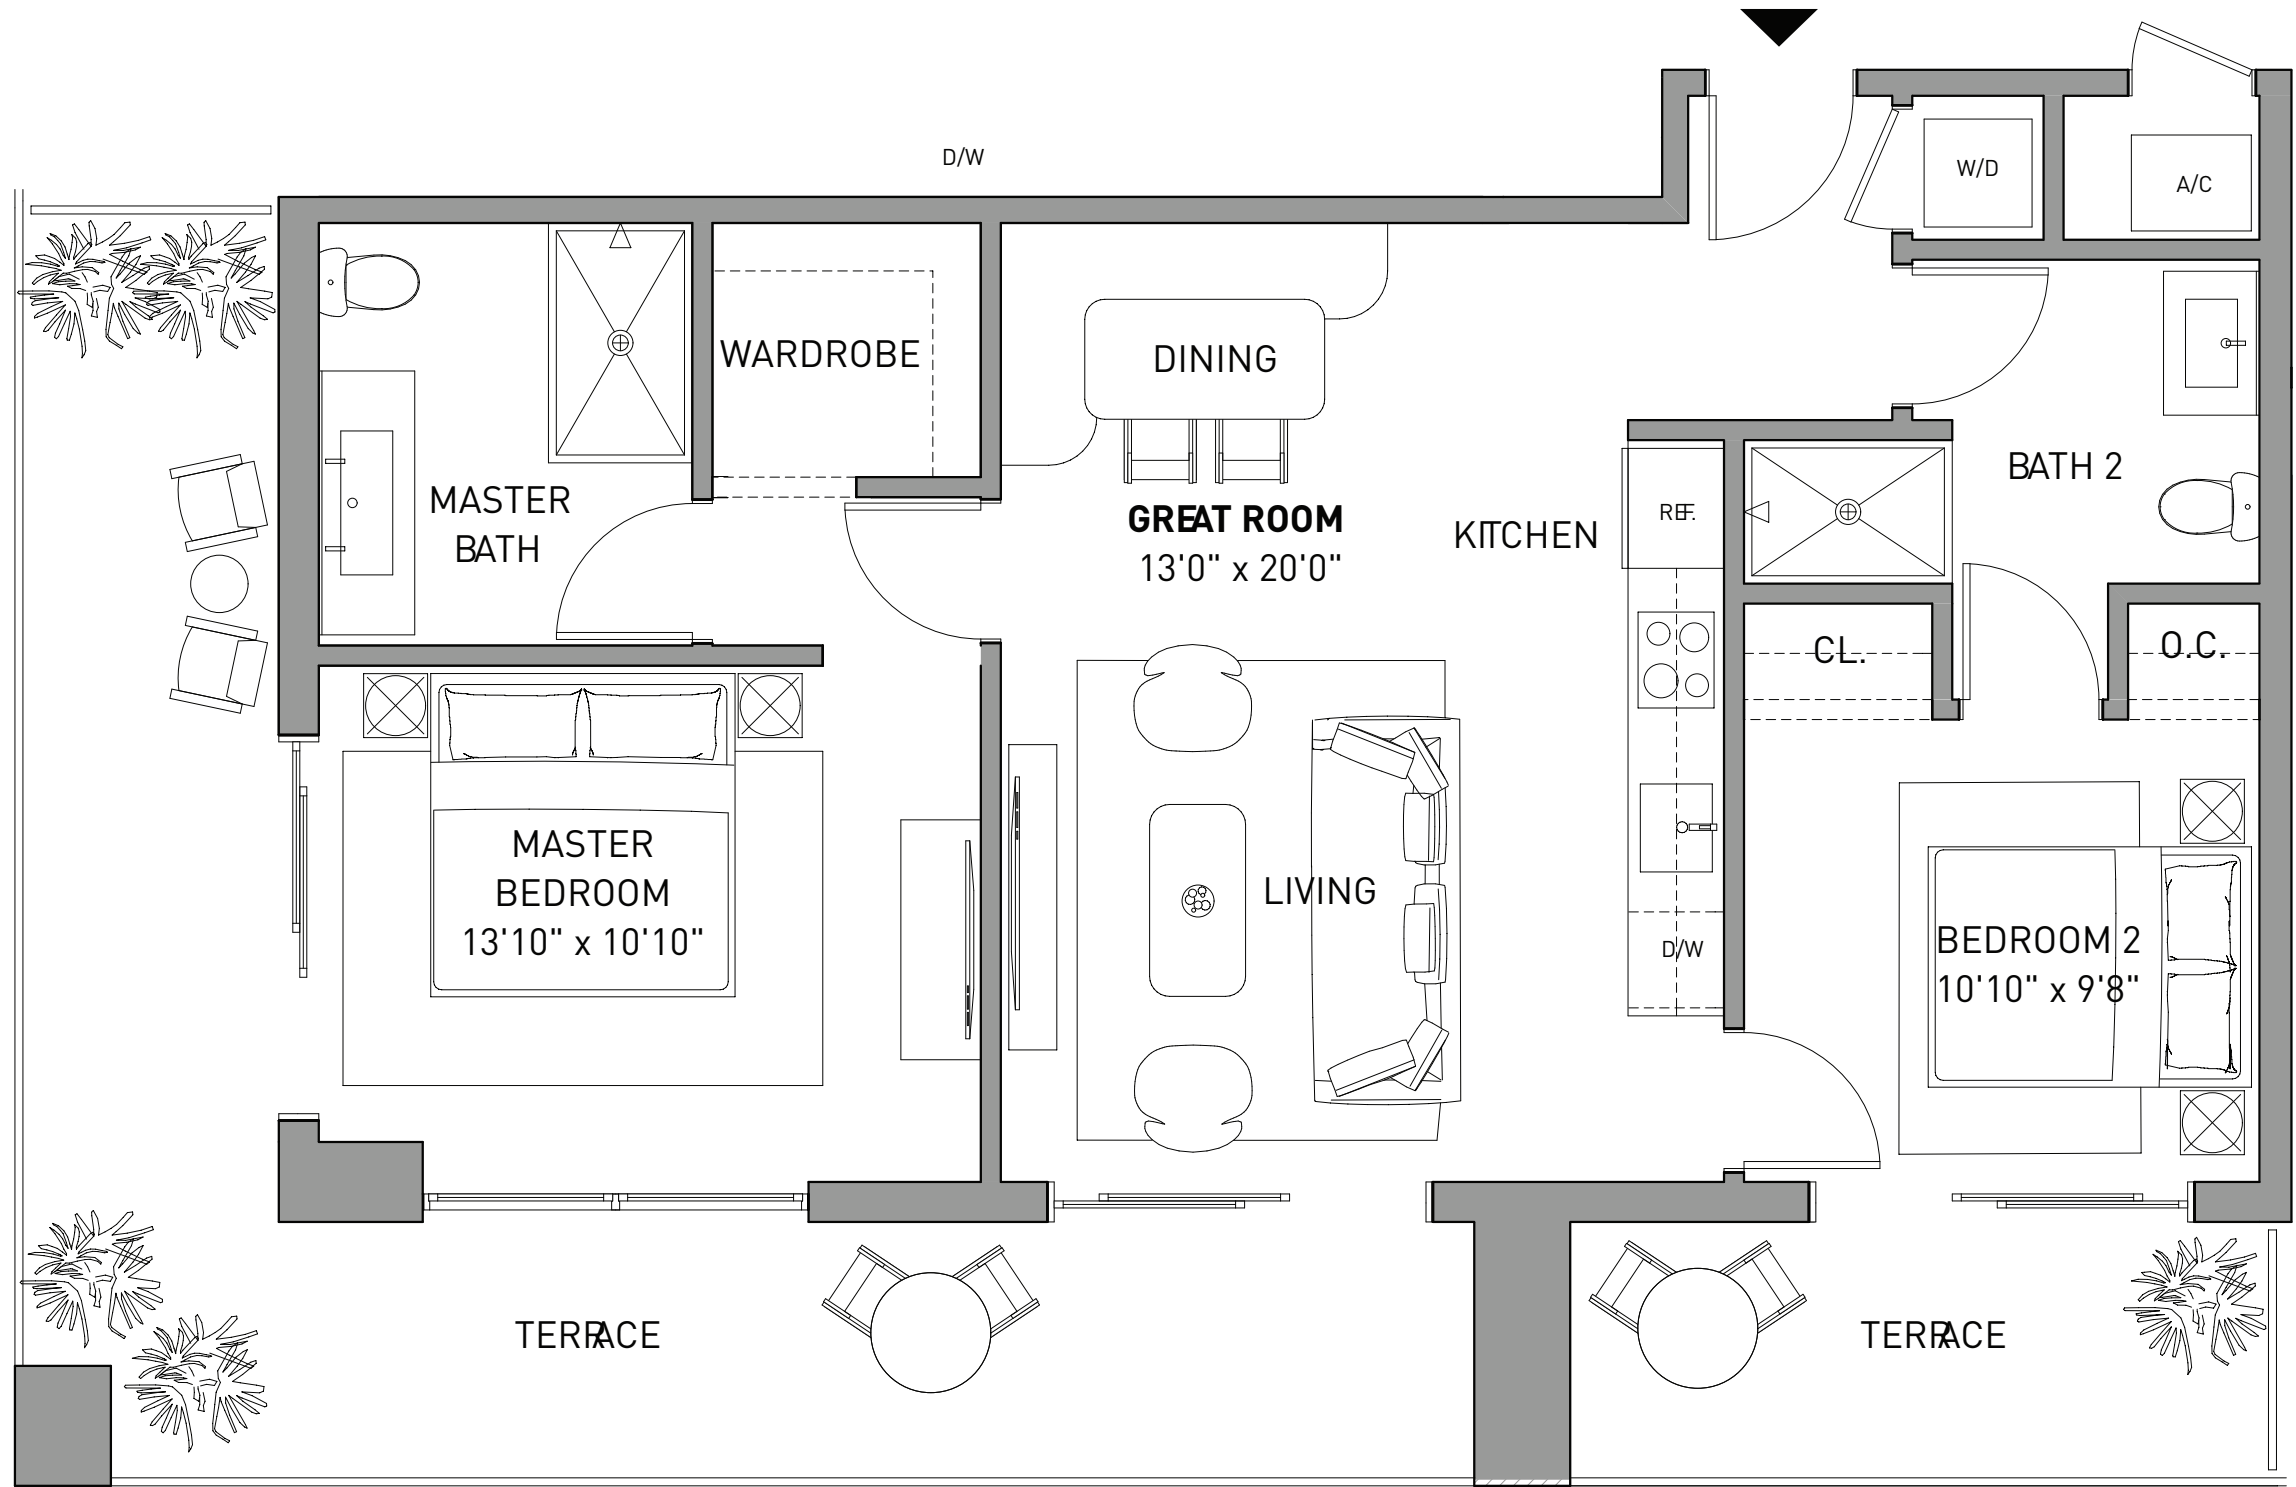 D/W
W/D
A/C
WARDROBE
DINING
MASTER
BATH
GREAT ROOM
13'0" x 20'0"
KITCHEN
REF.
BATH 2
CL.
O.C.
MASTER
BEDROOM
13'10" x 10'10"
LIVING
D/W
BEDROOM 2
10'10" x 9'8"
TERRACE
TERRACE